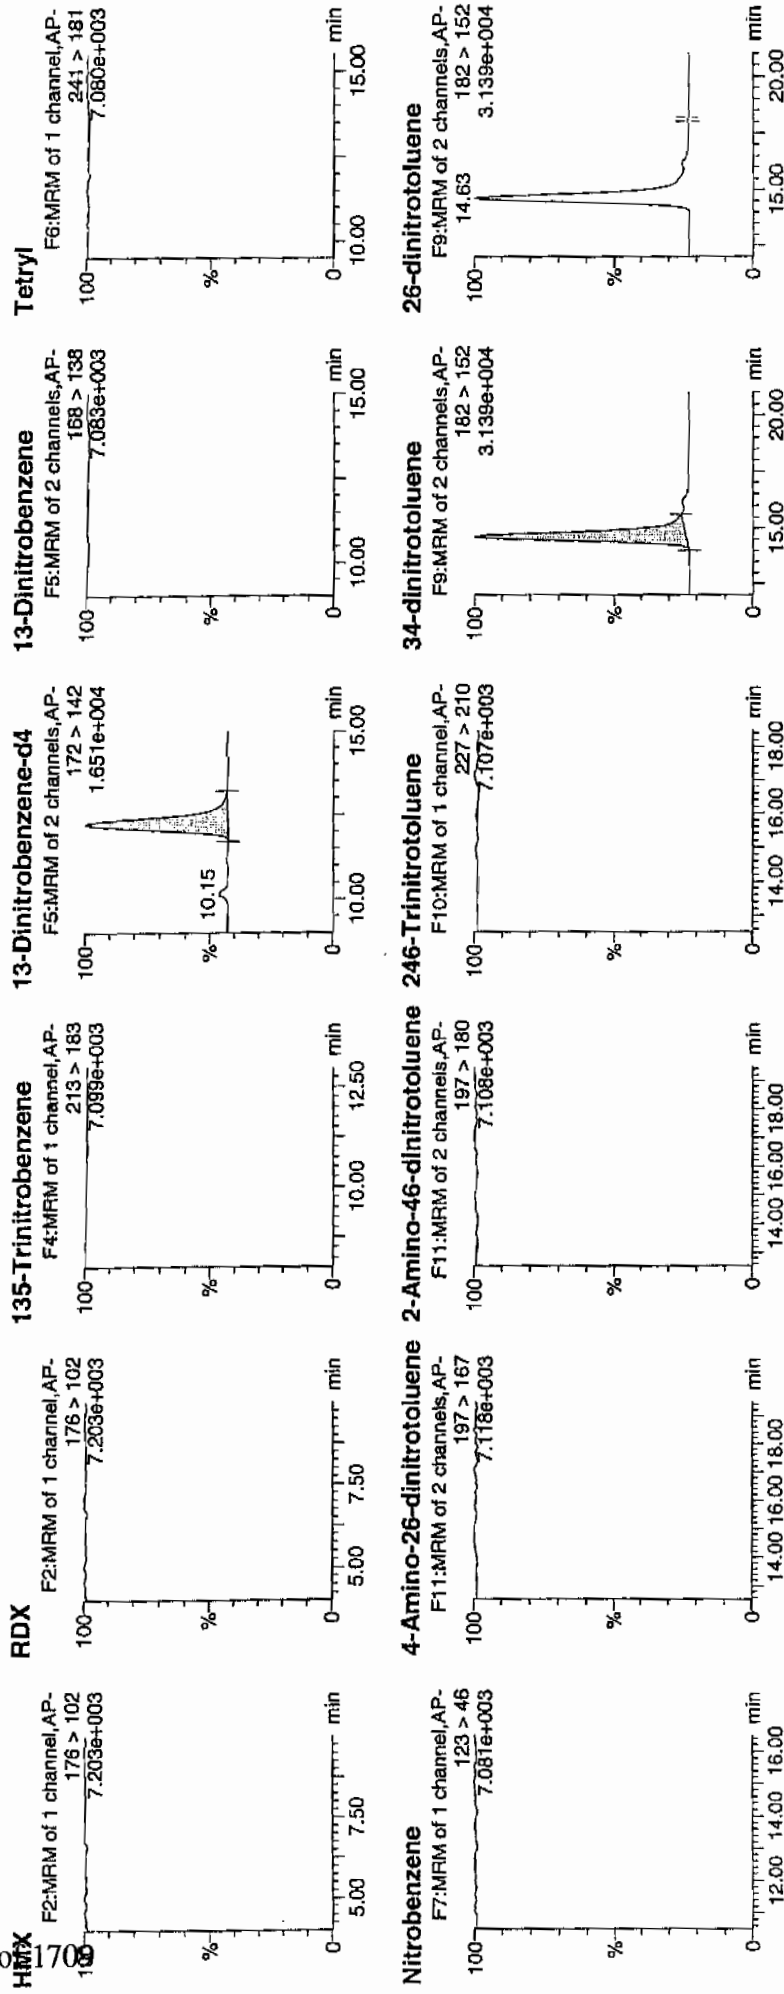 HMX
F2:MRM of 1 channel,AP-
176 > 102
7.203e+003
100
%
0
5.00 7.50 min
RDX
F2:MRM of 1 channel,AP-
176 > 102
7.203e+003
100
%
0
5.00 7.50 min
135-Trinitrobenzene
F4:MRM of 1 channel,AP-
213 > 183
7.099e+003
100
%
0
10.00 12.50 min
13-Dinitrobenzene-d4
F5:MRM of 2 channels,AP-
172 > 142
1.651e+004
100
10.15
%
0
10.00 15.00 min
13-Dinitrobenzene
F5:MRM of 2 channels,AP-
168 > 138
7.083e+003
100
%
0
10.00 15.00 min
Tetryl
F6:MRM of 1 channel,AP-
241 > 181
7.080e+003
100
%
0
10.00 15.00 min
Nitrobenzene
F7:MRM of 1 channel,AP-
123 > 46
7.081e+003
100
%
0
12.00 14.00 16.00 min
4-Amino-26-dinitrotoluene
F11:MRM of 2 channels,AP-
197 > 167
7.118e+003
100
%
0
14.00 16.00 18.00 min
2-Amino-46-dinitrotoluene
F11:MRM of 2 channels,AP-
197 > 180
7.108e+003
100
%
0
14.00 16.00 18.00 min
246-Trinitrotoluene
F10:MRM of 1 channel,AP-
227 > 210
7.107e+003
100
%
0
14.00 16.00 18.00 min
34-dinitrotoluene
F9:MRM of 2 channels,AP-
182 > 152
3.139e+004
100
%
0
15.00 20.00 min
26-dinitrotoluene
F9:MRM of 2 channels,AP-
182 > 152
14.63
3.139e+004
100
%
0
15.00 20.00 min
1709